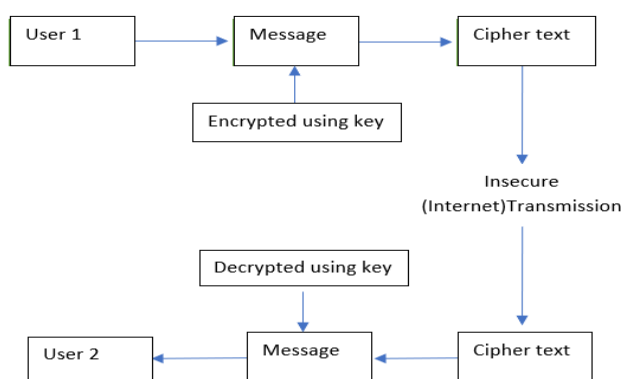 User 1
Message
Cipher text
Encrypted using key
Insecure
(Internet)Transmission
Decrypted using key
User 2
Message
Cipher text